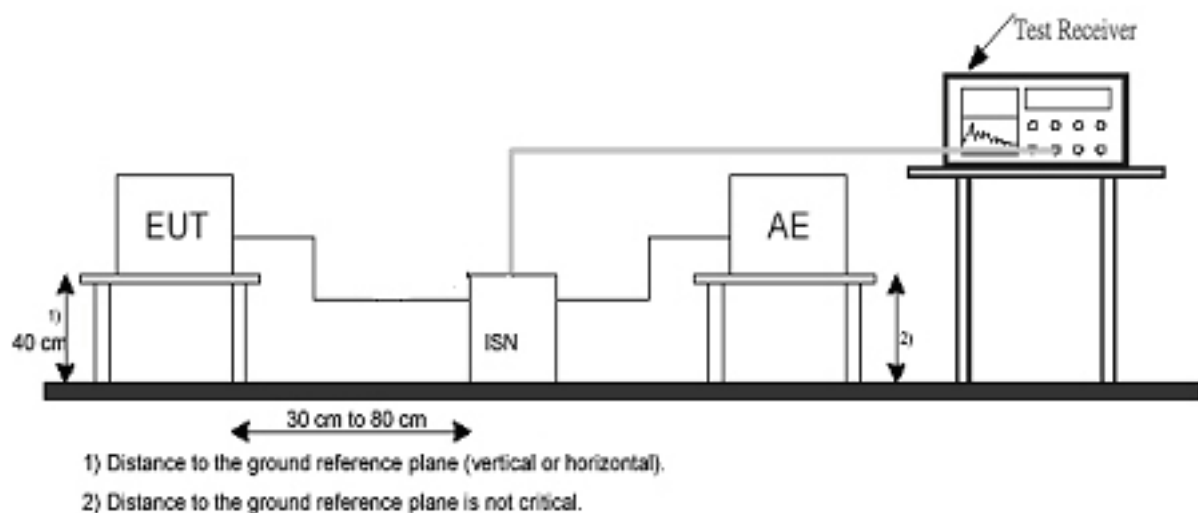 Test Receiver
EUT
AE
1)
40 cm
ISN
2)
30 cm to 80 cm
1) Distance to the ground reference plane (vertical or horizontal).
2) Distance to the ground reference plane is not critical.